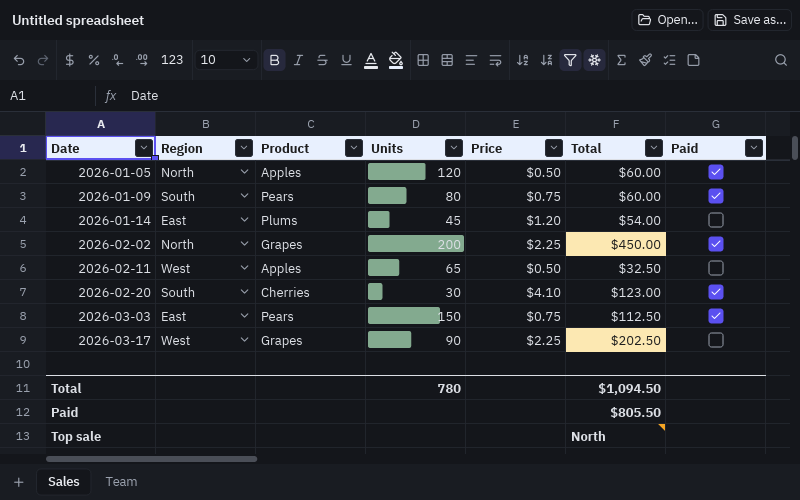 Untitled spreadsheet Open... Save as...
$ % .0 .00 123 10 B I S U A Σ
A1 fx Date
A B C D E F G
1 Date Region Product Units Price Total Paid
2 2026-01-05 North Apples 120 $0.50 $60.00
3 2026-01-09 South Pears 80 $0.75 $60.00
4 2026-01-14 East Plums 45 $1.20 $54.00
5 2026-02-02 North Grapes 200 $2.25 $450.00
6 2026-02-11 West Apples 65 $0.50 $32.50
7 2026-02-20 South Cherries 30 $4.10 $123.00
8 2026-03-03 East Pears 150 $0.75 $112.50
9 2026-03-17 West Grapes 90 $2.25 $202.50
10
11 Total 780 $1,094.50
12 Paid $805.50
13 Top sale North
+ Sales Team